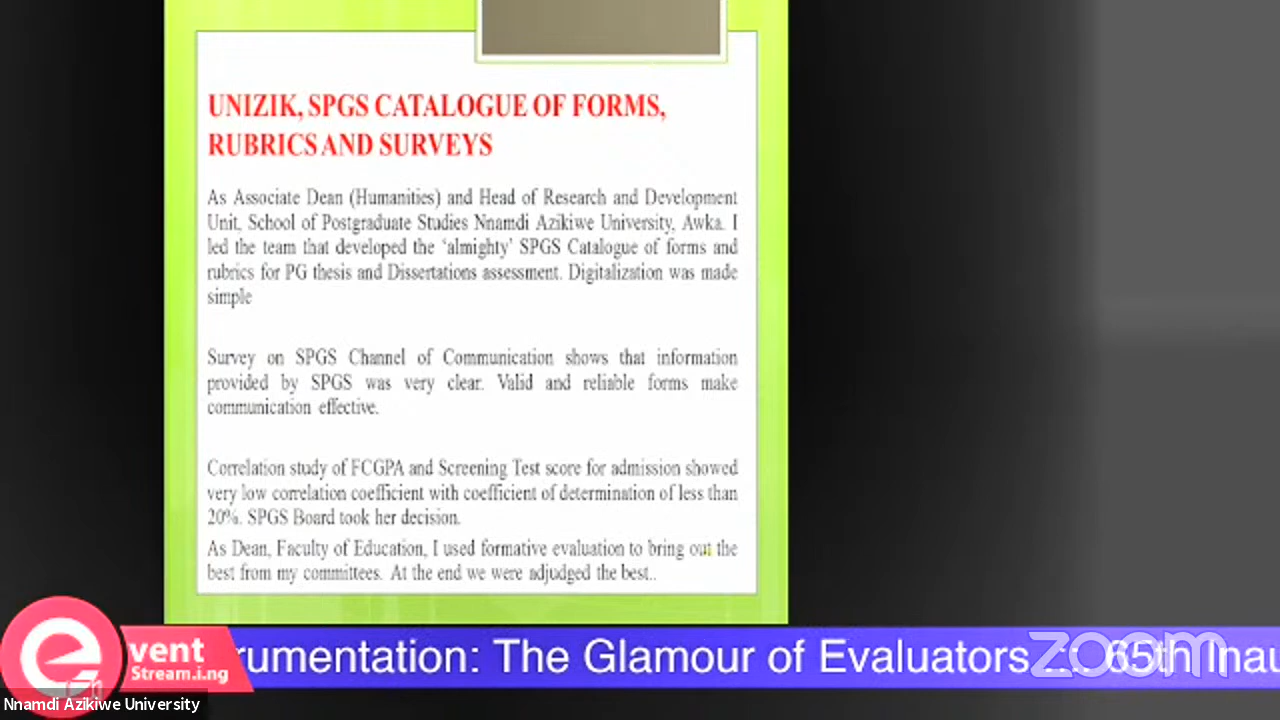 UNIZIK, SPGS CATALOGUE OF FORMS,
RUBRICS AND SURVEYS
As Associate Dean (Humanities) and Head of Research and Development
Unit, School of Postgraduate Studies Nnamdi Azikiwe University, Awka. I
led the team that developed the ‘almighty’ SPGS Catalogue of forms and
rubrics for PG thesis and Dissertations assessment. Digitalization was made
simple
Survey on SPGS Channel of Communication shows that information
provided by SPGS was very clear. Valid and reliable forms make
communication effective.
Correlation study of FCGPA and Screening Test score for admission showed
very low correlation coefficient with coefficient of determination of less than
20%. SPGS Board took her decision.
As Dean, Faculty of Education, I used formative evaluation to bring out the
best from my committees. At the end we were adjudged the best..
event
Stream.i.ng
rumentation: The Glamour of Evaluators .:. 65th Inau
zoom
Nnamdi Azikiwe University